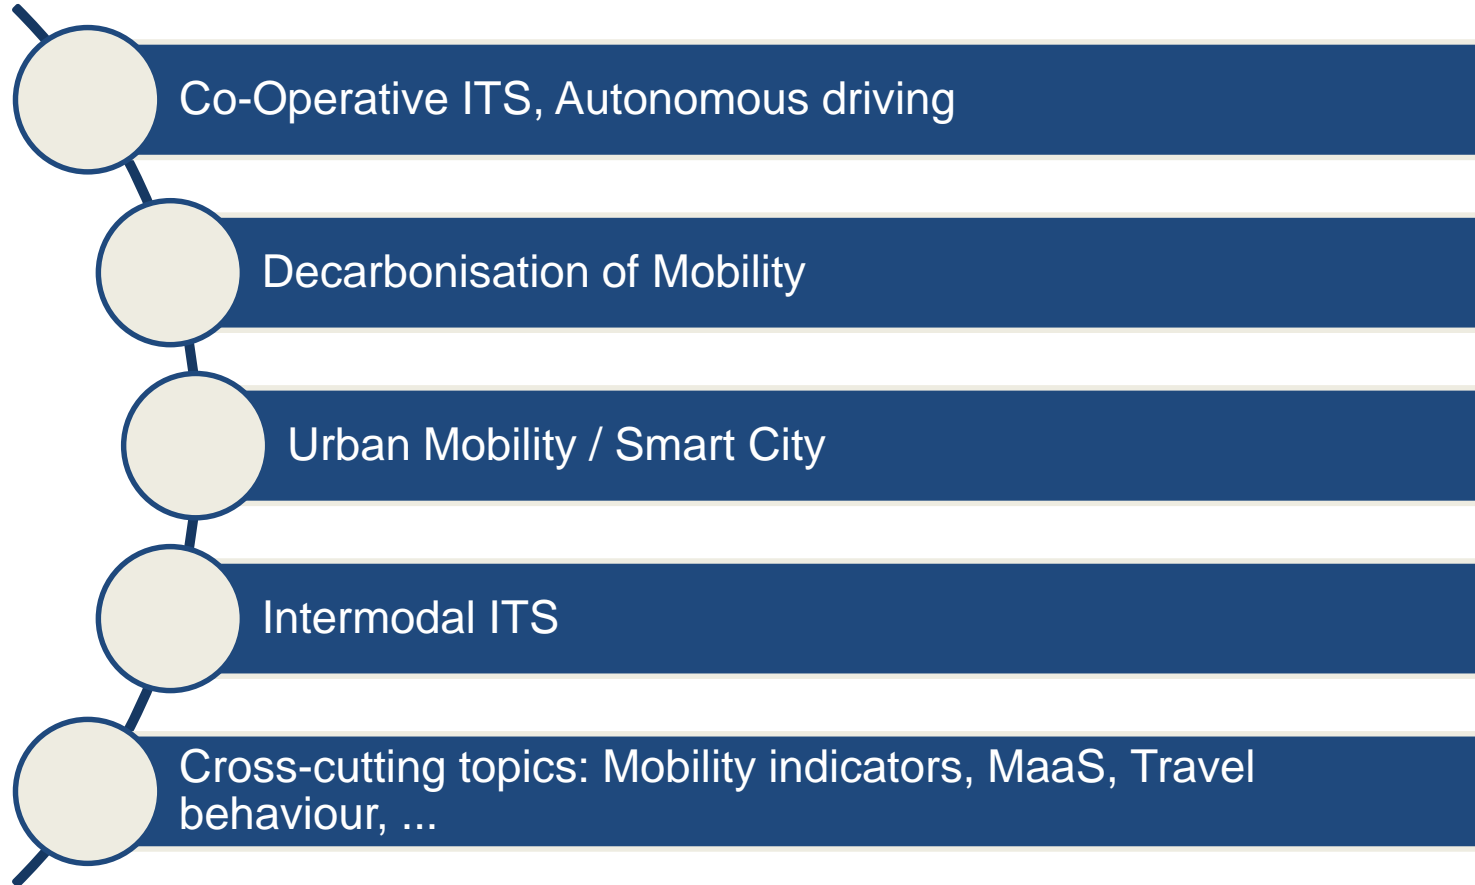 Co-Operative ITS, Autonomous driving
Decarbonisation of Mobility
Urban Mobility / Smart City
Intermodal ITS
Cross-cutting topics: Mobility indicators, MaaS, Travel
behaviour, ...